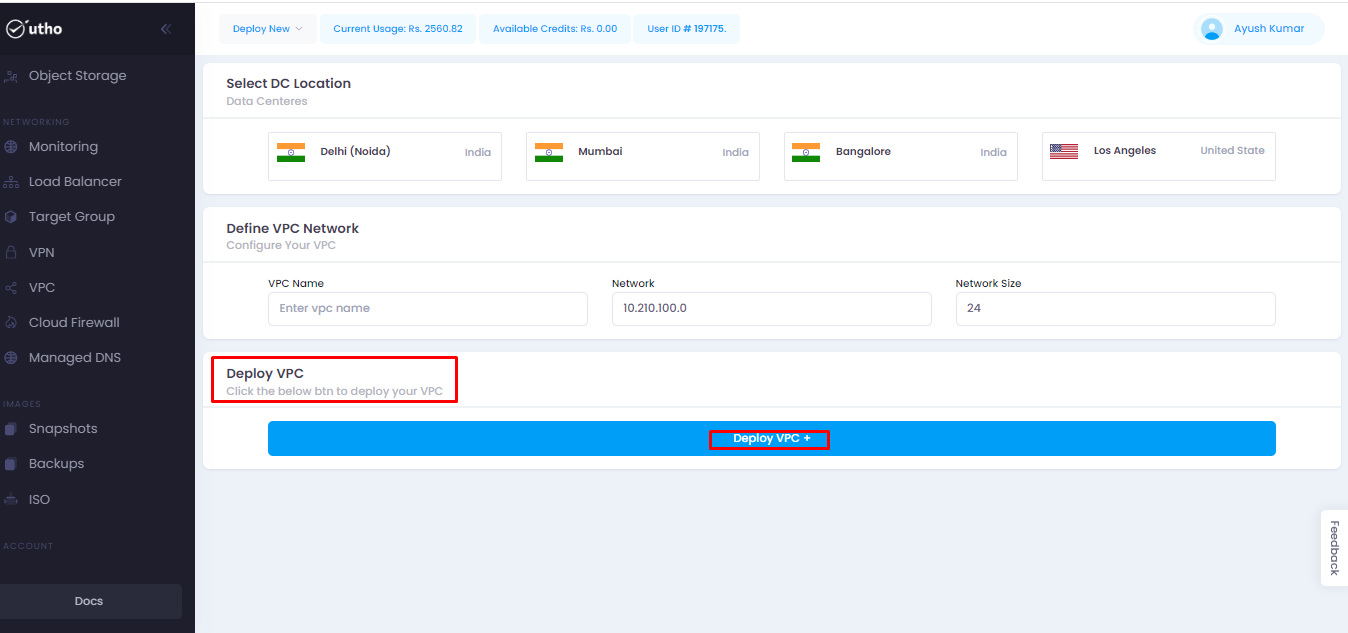 utho
Deploy New
Current Usage: Rs. 2560.82
Available Credits: Rs. 0.00
User ID # 197175.
Ayush Kumar
Object Storage
NETWORKING
Monitoring
Load Balancer
Target Group
VPN
VPC
Cloud Firewall
Managed DNS
IMAGES
Snapshots
Backups
ISO
ACCOUNT
Docs
Select DC Location
Data Centeres
Delhi (Noida) India
Mumbai India
Bangalore India
Los Angeles United State
Define VPC Network
Configure Your VPC
VPC Name
Enter vpc name
Network
10.210.100.0
Network Size
24
Deploy VPC
Click the below btn to deploy your VPC
Deploy VPC +
Feedback